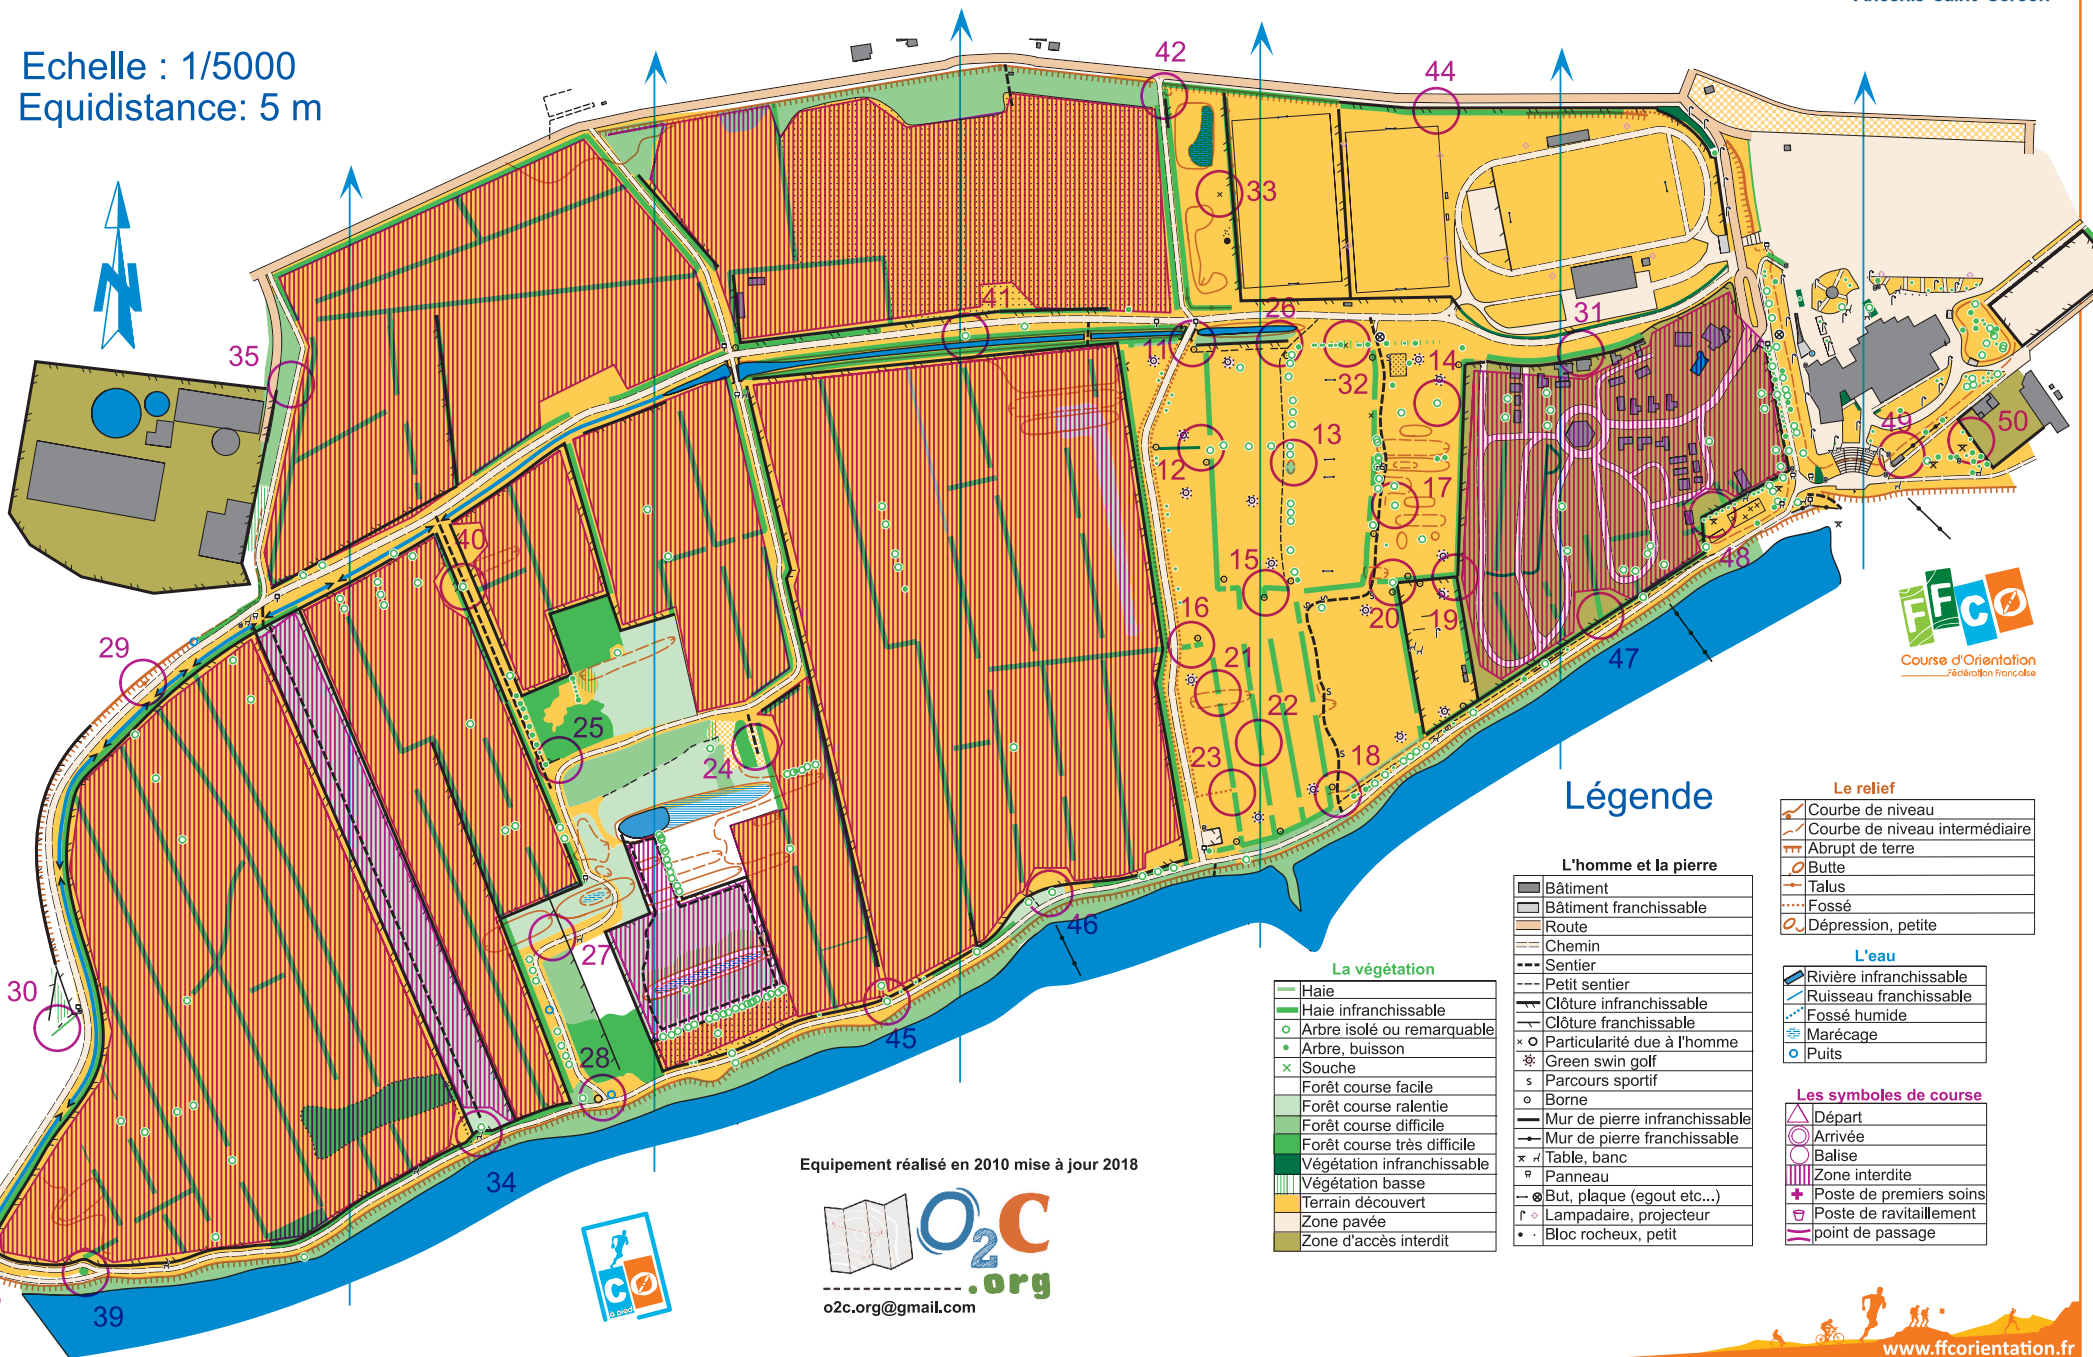 Echelle : 1/5000
Equidistance: 5 m
42
44
33
35
41
11
26
32
31
14
13
12
17
49
50
40
15
16
20
19
48
47
29
21
22
25
24
23
18
46
27
30
45
28
34
39
N
FFCO
Course d'Orientation
Fédération Française
Légende
La végétation
Haie
Haie infranchissable
Arbre isolé ou remarquable
Arbre, buisson
Souche
Forêt course facile
Forêt course ralentie
Forêt course difficile
Forêt course très difficile
Végétation infranchissable
Végétation basse
Terrain découvert
Zone pavée
Zone d'accès interdit
L'homme et la pierre
Bâtiment
Bâtiment franchissable
Route
Chemin
Sentier
Petit sentier
Clôture infranchissable
Clôture franchissable
Particularité due à l'homme
Green swin golf
Parcours sportif
Borne
Mur de pierre infranchissable
Mur de pierre franchissable
Table, banc
Panneau
But, plaque (egout etc...)
Lampadaire, projecteur
Bloc rocheux, petit
Le relief
Courbe de niveau
Courbe de niveau intermédiaire
Abrupt de terre
Butte
Talus
Fossé
Dépression, petite
L'eau
Rivière infranchissable
Ruisseau franchissable
Fossé humide
Marécage
Puits
Les symboles de course
Départ
Arrivée
Balise
Zone interdite
Poste de premiers soins
Poste de ravitaillement
point de passage
Equipement réalisé en 2010 mise à jour 2018
O2C
.org
o2c.org@gmail.com
CO
à pied
www.ffcorientation.fr